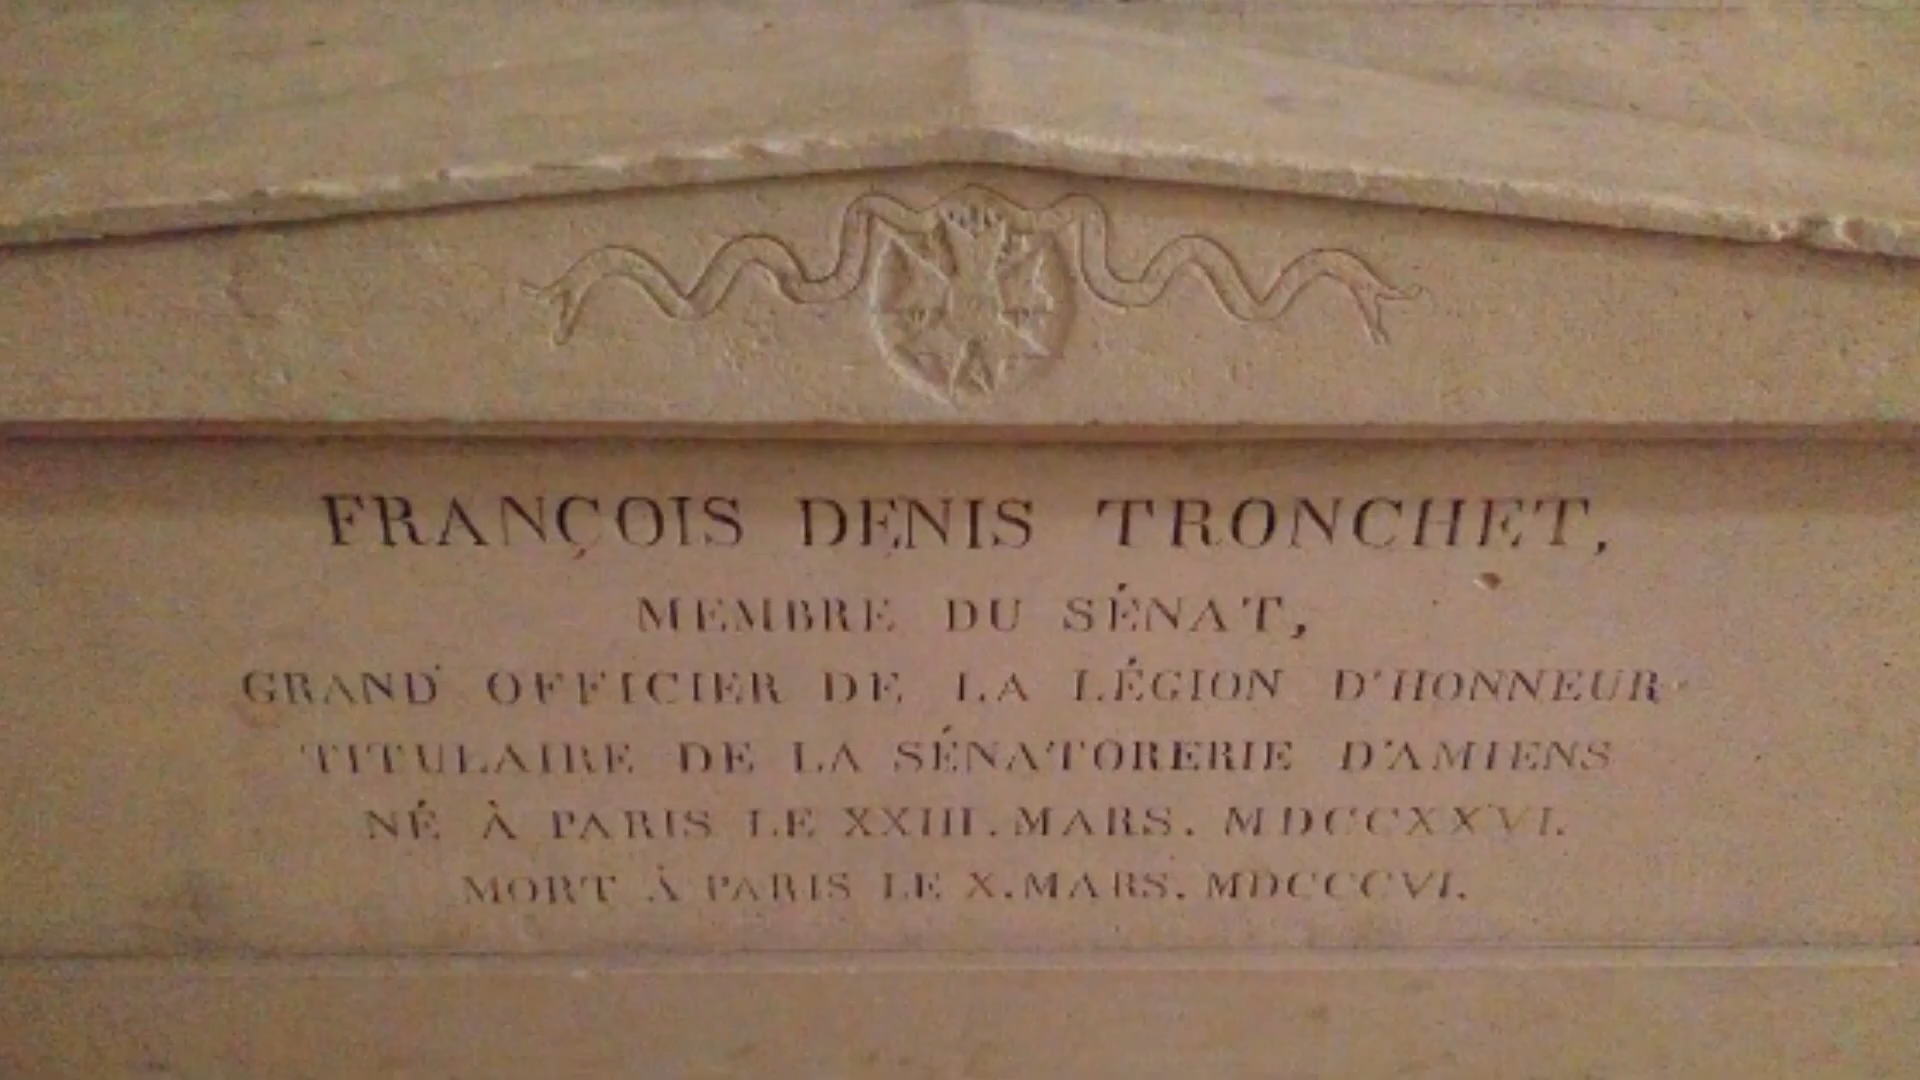 FRANÇOIS DENIS TRONCHET,
MEMBRE DU SÉNAT,
GRAND OFFICIER DE LA LÉGION D'HONNEUR
TITULAIRE DE LA SÉNATORERIE D'AMIENS
NÉ À PARIS LE XXIII. MARS. MDCCXXVI.
MORT À PARIS LE X. MARS. MDCCCVI.